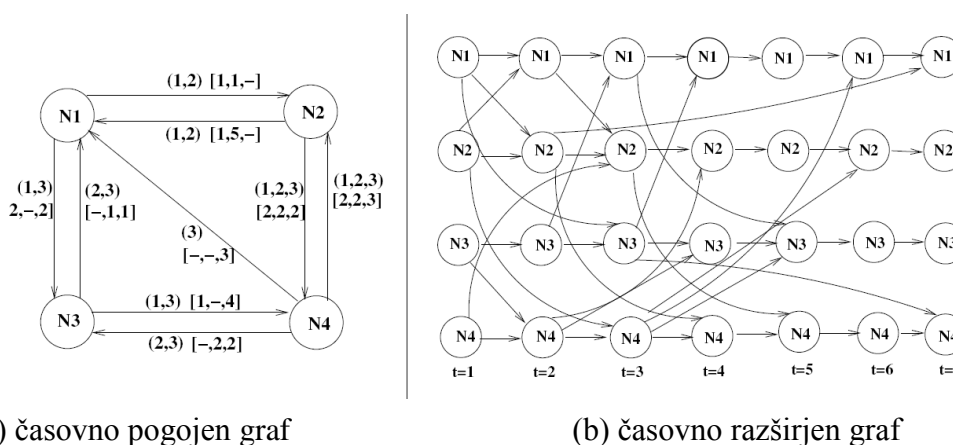 (1,2) [1,1,−]
N1
N2
(1,2) [1,5,−]
(1,3)
2,−,2]
(2,3)
[−,1,1]
(3)
[−,−,3]
(1,2,3)
[2,2,2]
(1,2,3)
[2,2,3]
(1,3) [1,−,4]
N3
N4
(2,3) [−,2,2]
) časovno pogojen graf
N1 N1 N1 N1 N1 N1 N1
N2 N2 N2 N2 N2 N2 N2
N3 N3 N3 N3 N3 N3 N3
N4 N4 N4 N4 N4 N4 N4
t=1 t=2 t=3 t=4 t=5 t=6 t=
(b) časovno razširjen graf